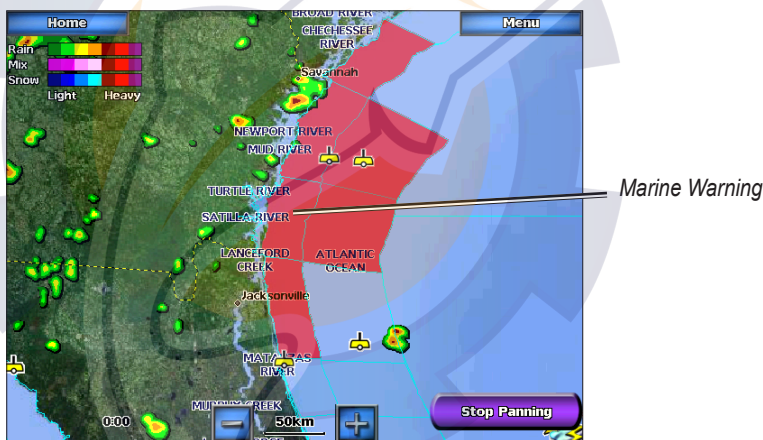 BROAD RIVER
Home
Menu
CHECHESSEE
RIVER
Rain
Mix
Snow
Light Heavy
Savannah
NEWPORT RIVER
MUD RIVER
TURTLE RIVER
Marine Warning
SATILLA RIVER
LANCEFORD
CREEK
ATLANTIC
OCEAN
Jacksonville
MATANZAS
RIVER
Stop Panning
0:00
50km
CREEK